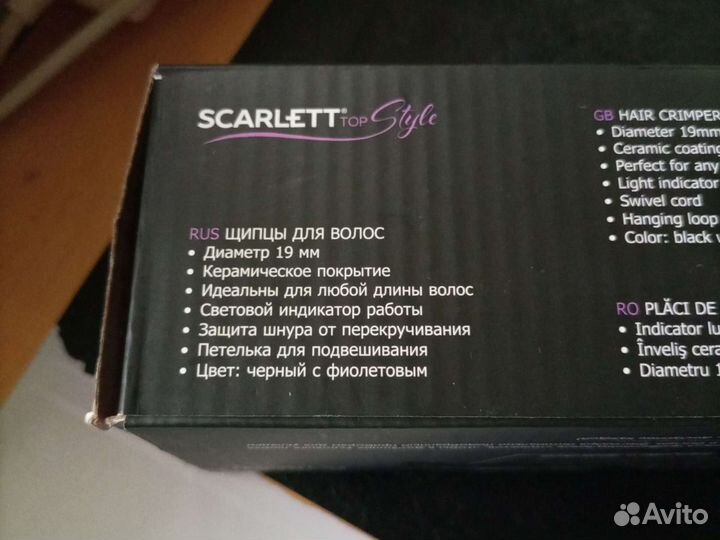 SCARLETT® TOP Style
RUS ЩИПЦЫ ДЛЯ ВОЛОС
• Диаметр 19 мм
• Керамическое покрытие
• Идеальны для любой длины волос
• Световой индикатор работы
• Защита шнура от перекручивания
• Петелька для подвешивания
• Цвет: черный с фиолетовым
GB HAIR CRIMPER
• Diameter 19mm
• Ceramic coating
• Perfect for any
• Light indicator
• Swivel cord
• Hanging loop
• Color: black
RO PLĂCI DE
• Indicator
• Înveliş
• Diametru
Avito